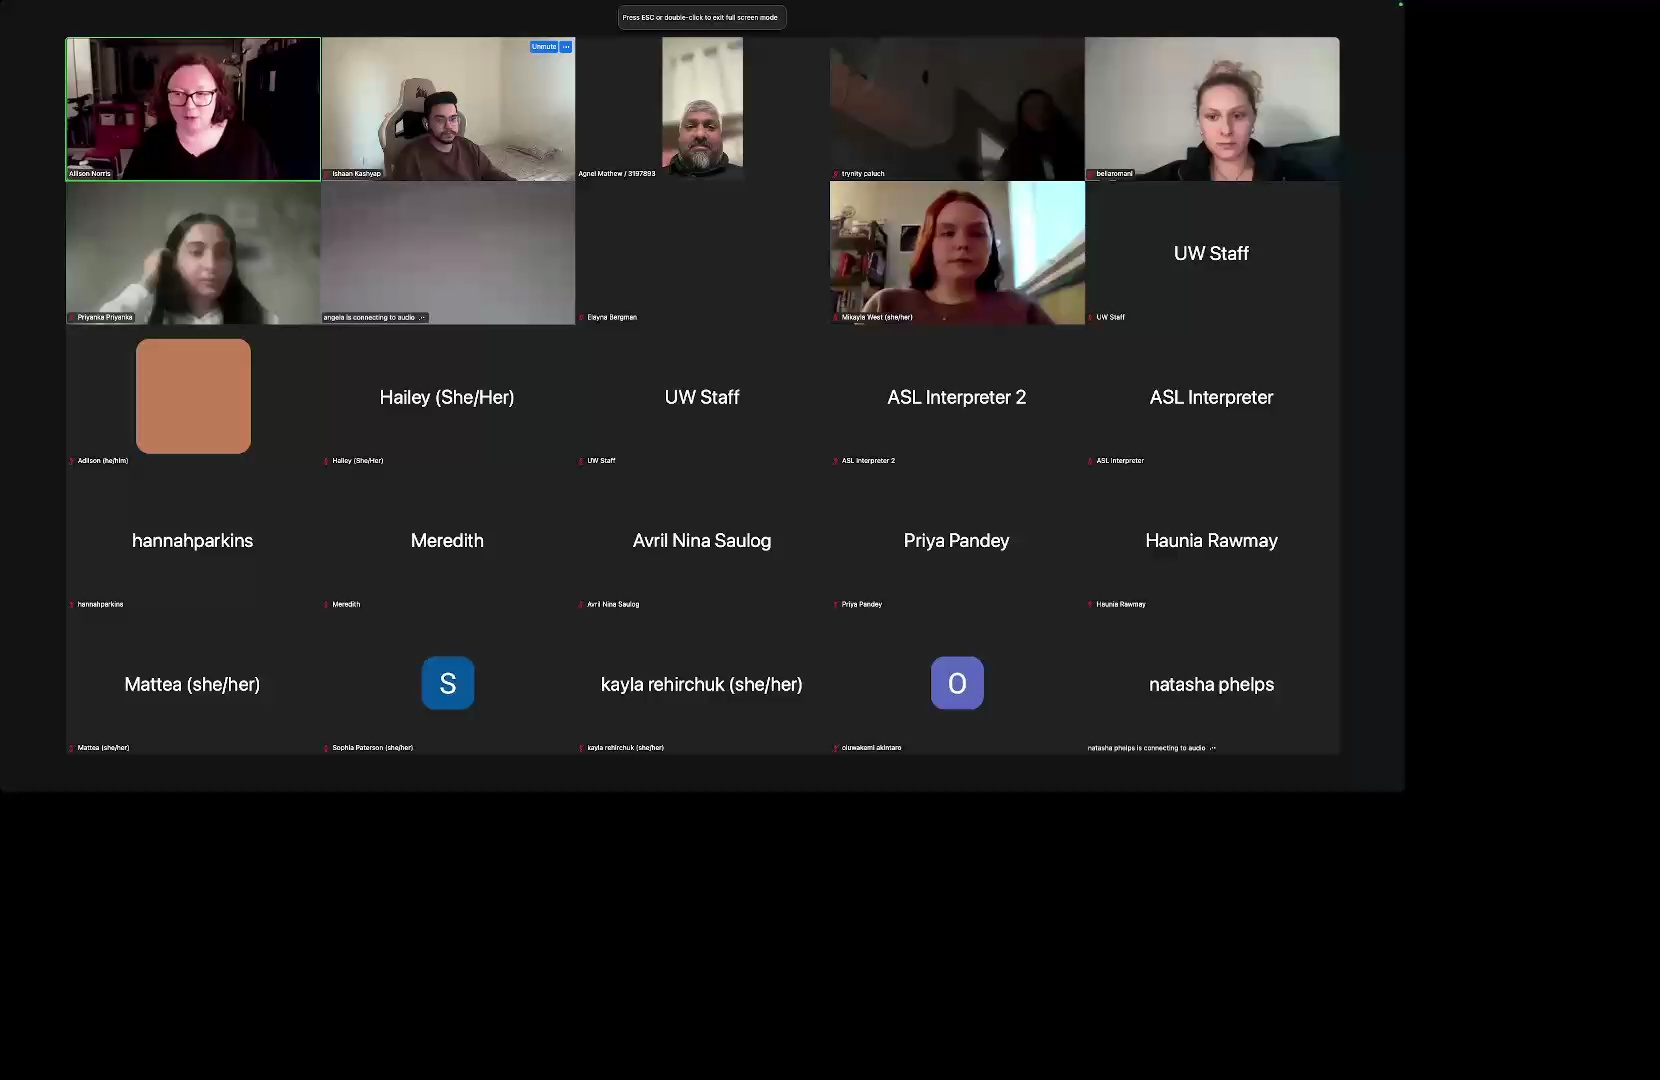 Press ESC or double-click to exit full screen mode
Unmute ...
Allison Norris
Ishaan Kashyap
Agnel Mathew / 3197893
trynity paluch
bellaromani
UW Staff
Priyanka Priyanka
angela is connecting to audio ...
Elayna Bergman
Mikayla West (she/her)
UW Staff
Hailey (She/Her)
UW Staff
ASL Interpreter 2
ASL Interpreter
Adilson (he/him)
Hailey (She/Her)
UW Staff
ASL Interpreter 2
ASL Interpreter
hannahparkins
Meredith
Avril Nina Saulog
Priya Pandey
Haunia Rawmay
hannahparkins
Meredith
Avril Nina Saulog
Priya Pandey
Haunia Rawmay
Mattea (she/her)
S
kayla rehirchuk (she/her)
O
natasha phelps
Mattea (she/her)
Sophia Paterson (she/her)
kayla rehirchuk (she/her)
oluwakemi akintaro
natasha phelps is connecting to audio ...